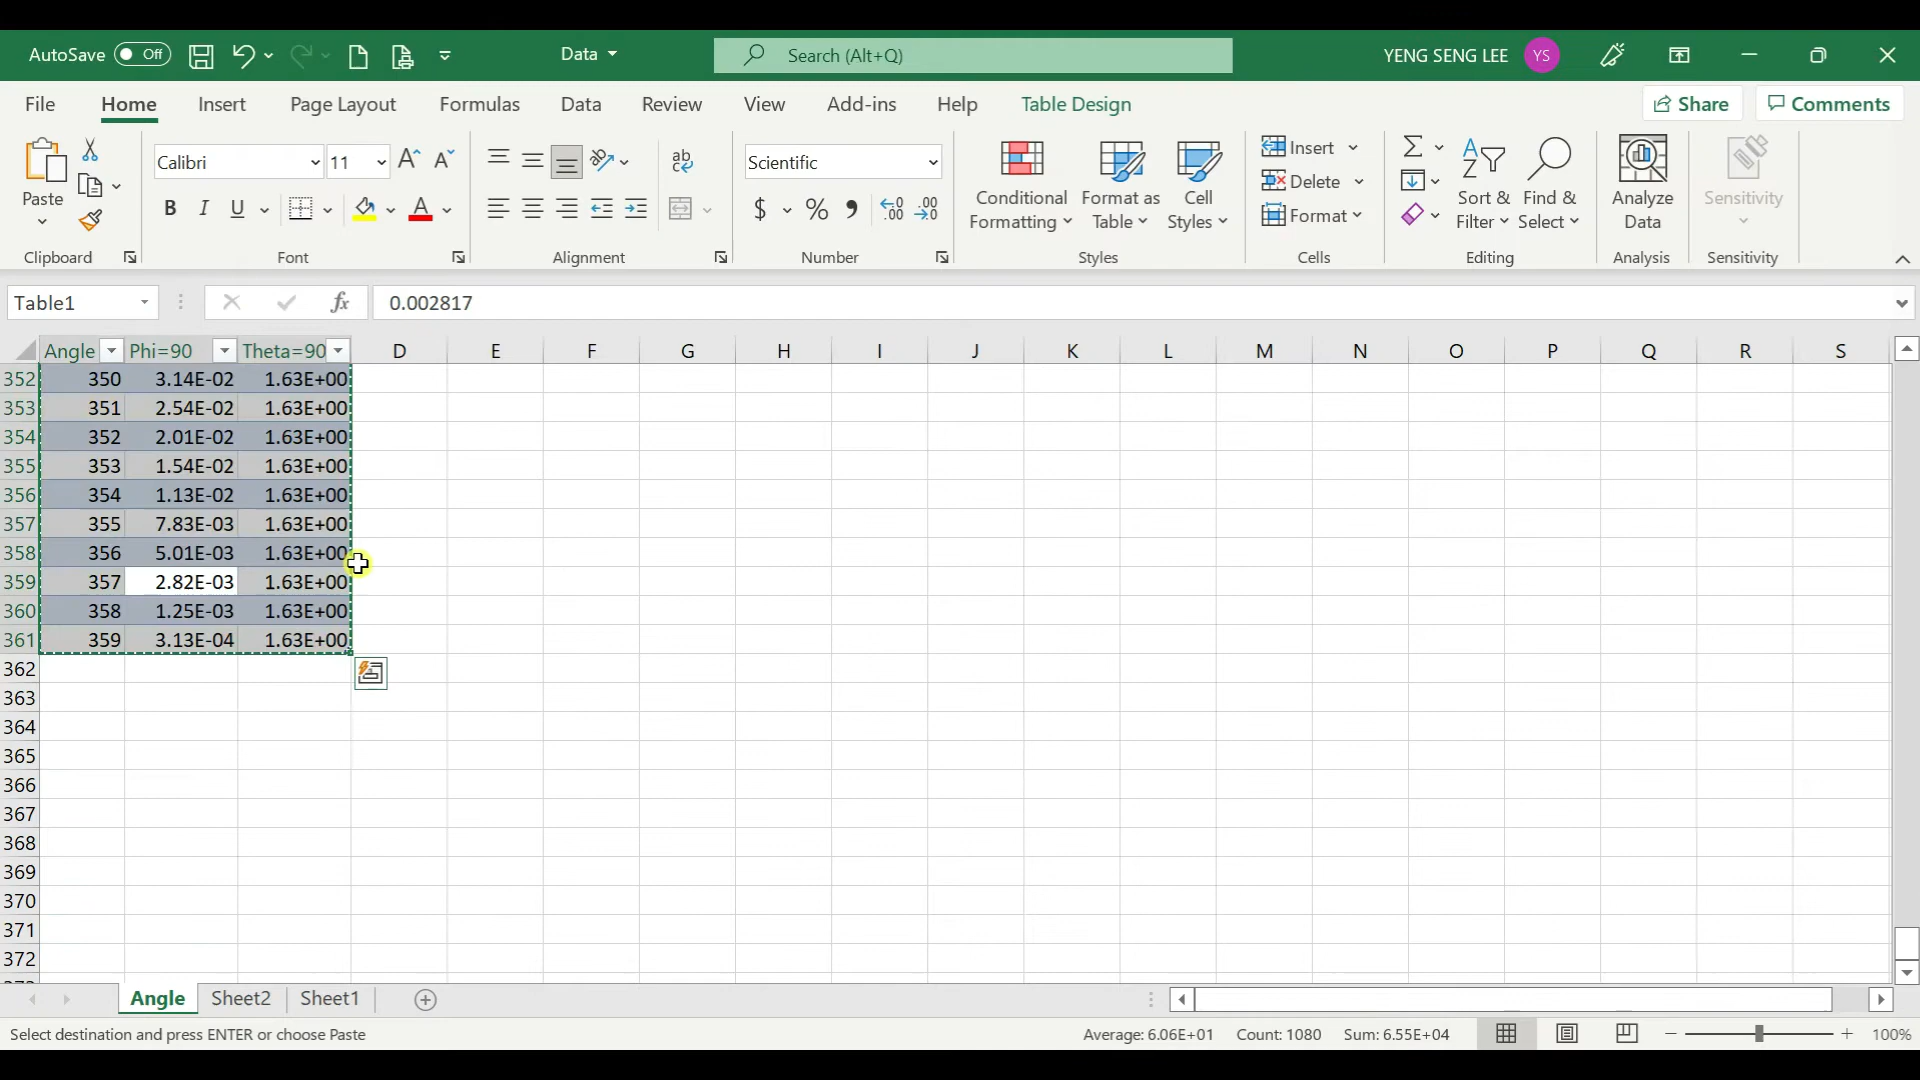 AutoSave Off Data Search (Alt+Q) YENG SENG LEE YS
File Home Insert Page Layout Formulas Data Review View Add-ins Help Table Design Share Comments
Paste Calibri 11 A A ab Scientific Conditional Formatting Format as Table Cell Styles Insert Delete Format Sort & Filter Find & Select Analyze Data Sensitivity
B I U A $ % 9
Clipboard Font Alignment Number Styles Cells Editing Analysis Sensitivity
Table1 fx 0.002817
Angle Phi=90 Theta=90 D E F G H I J K L M N O P Q R S
352 350 3.14E-02 1.63E+00
353 351 2.54E-02 1.63E+00
354 352 2.01E-02 1.63E+00
355 353 1.54E-02 1.63E+00
356 354 1.13E-02 1.63E+00
357 355 7.83E-03 1.63E+00
358 356 5.01E-03 1.63E+00
359 357 2.82E-03 1.63E+00
360 358 1.25E-03 1.63E+00
361 359 3.13E-04 1.63E+00
362
363
364
365
366
367
368
369
370
371
372
Angle Sheet2 Sheet1
Select destination and press ENTER or choose Paste Average: 6.06E+01 Count: 1080 Sum: 6.55E+04 100%